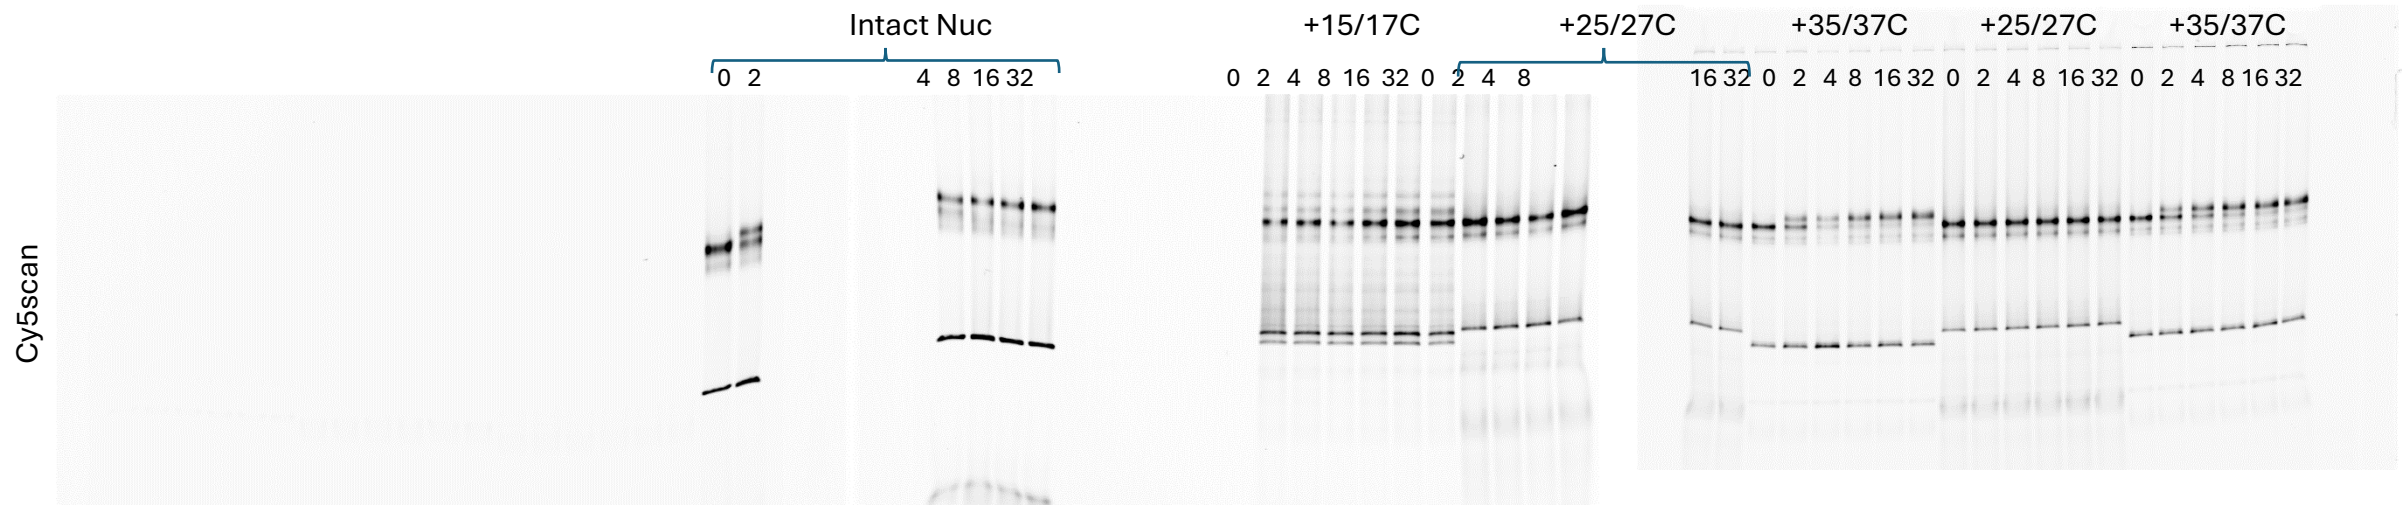 Intact Nuc +15/17C +25/27C +35/37C +25/27C +35/37C
0 2 4 8 16 32 0 2 4 8 16 32 0 2 4 8 16 32 0 2 4 8 16 32 0 2 4 8 16 32 0 2 4 8 16 32
Cy5scan